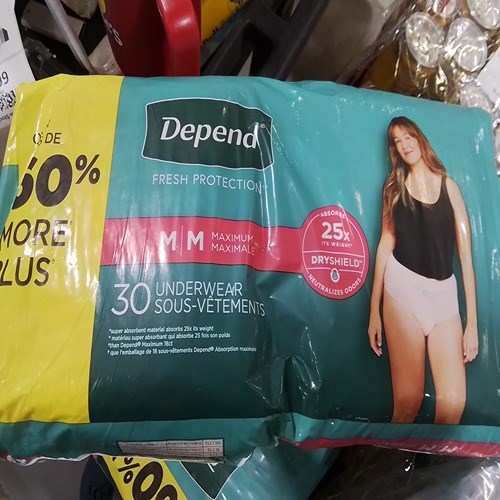 DE
60%
MORE
PLUS
Depend®
FRESH PROTECTION
M M MAXIMUM
MAXIMALE
30 UNDERWEAR
SOUS-VÊTEMENTS
*super absorbent material absorbs 25x its weight
* matériau super absorbant qui absorbe 25 fois son poids
*than Depend® Maximum 18ct
* que l'emballage de 18 sous-vêtements Depend® Absorption maximale
ABSORBS
25x
ITS WEIGHT*
DRYSHIELD™
NEUTRALIZES ODORS
M M